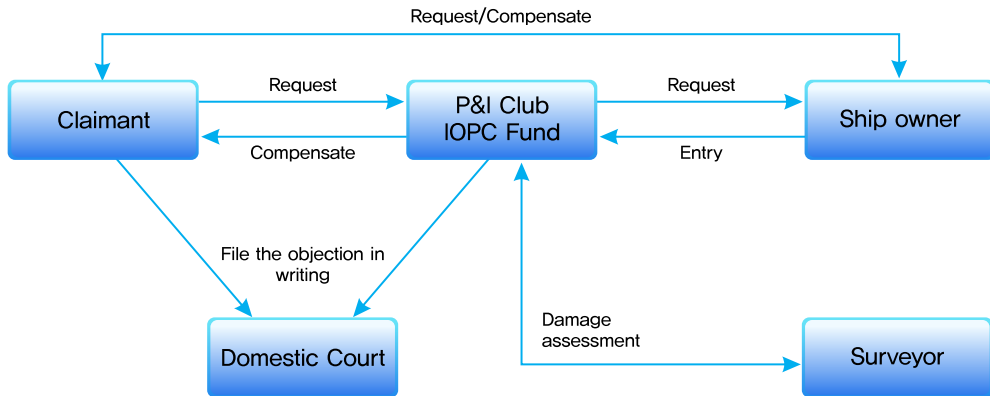 Request/Compensate
Request
Request
Claimant
P&I Club
IOPC Fund
Ship owner
Compensate
Entry
File the objection in
writing
Damage
assessment
Domestic Court
Surveyor